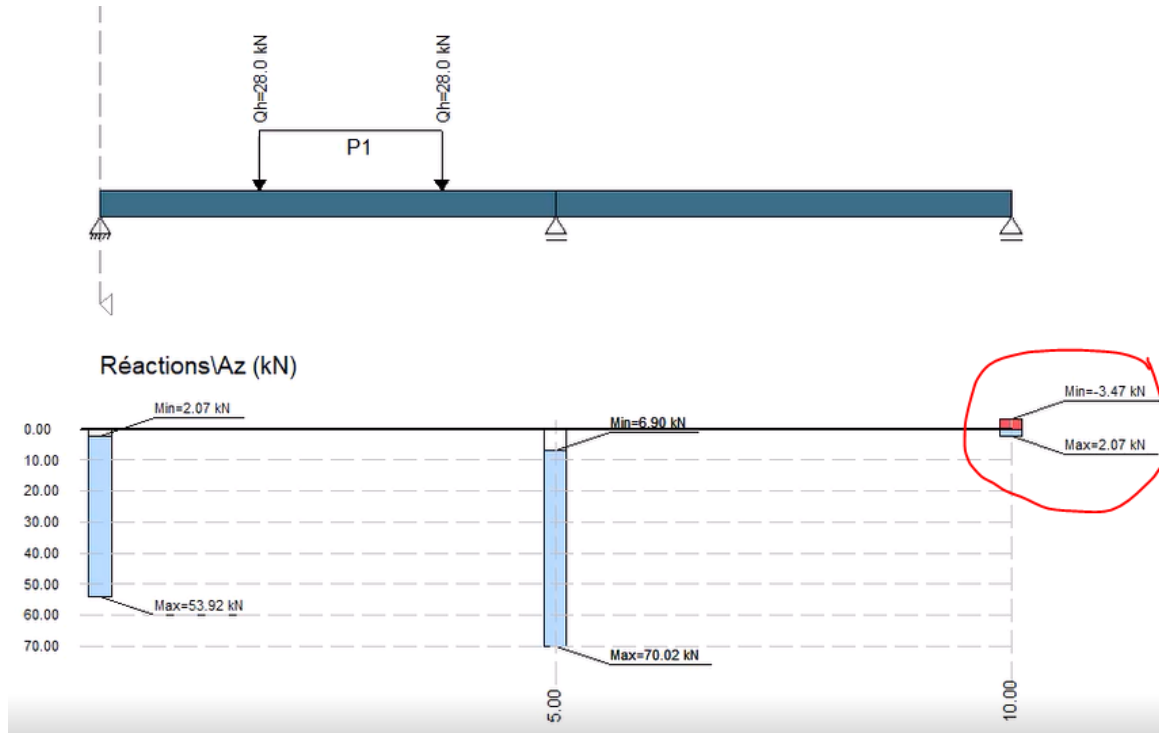 Qh=28.0 kN
Qh=28.0 kN
P1
Réactions\Az (kN)
Min=2.07 kN
Min=6.90 kN
Min=-3.47 kN
Max=2.07 kN
0.00
10.00
20.00
30.00
40.00
50.00
60.00
70.00
Max=53.92 kN
Max=70.02 kN
5.00
10.00